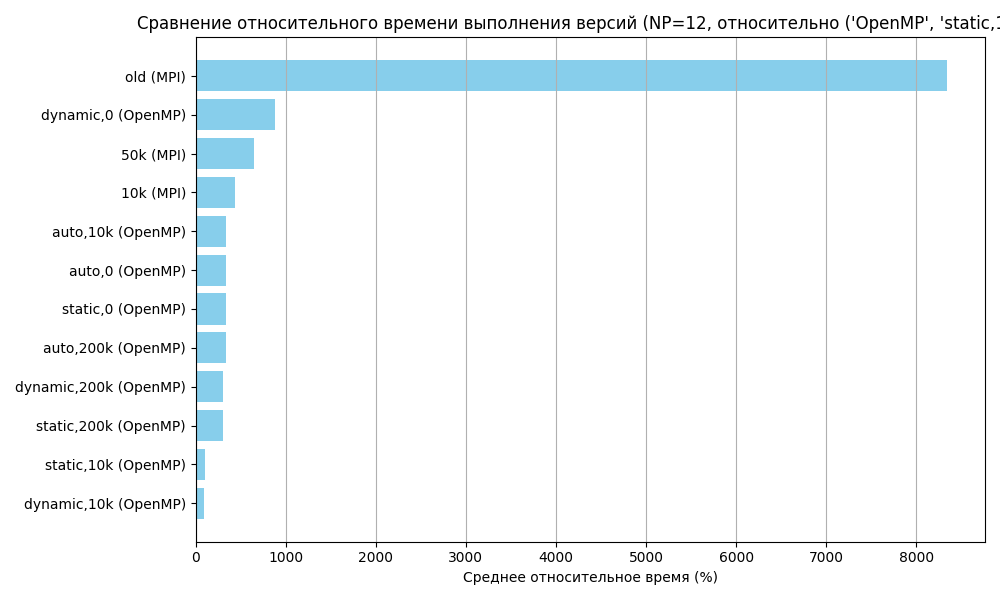 Сравнение относительного времени выполнения версий (NP=12, относительно ('OpenMP', 'static,1
old (MPI)
dynamic,0 (OpenMP)
50k (MPI)
10k (MPI)
auto,10k (OpenMP)
auto,0 (OpenMP)
static,0 (OpenMP)
auto,200k (OpenMP)
dynamic,200k (OpenMP)
static,200k (OpenMP)
static,10k (OpenMP)
dynamic,10k (OpenMP)
0 1000 2000 3000 4000 5000 6000 7000 8000
Среднее относительное время (%)